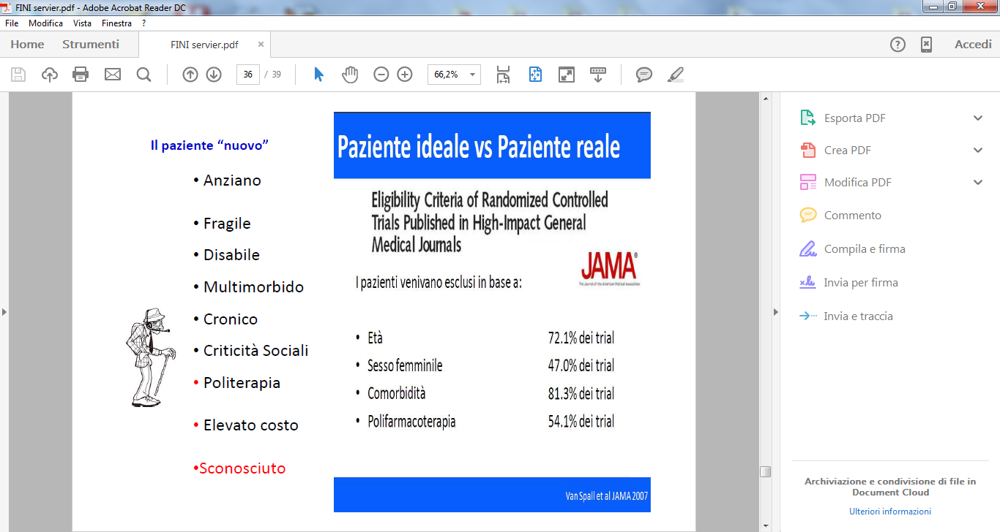 FINI servier.pdf - Adobe Acrobat Reader DC
File Modifica Vista Finestra ?
Home Strumenti FINI servier.pdf × Accedi
36 / 39 66,2%
Il paziente “nuovo”
• Anziano
• Fragile
• Disabile
• Multimorbido
• Cronico
• Criticità Sociali
• Politerapia
• Elevato costo
•Sconosciuto
Paziente ideale vs Paziente reale
Eligibility Criteria of Randomized Controlled
Trials Published in High-Impact General
Medical Journals
JAMA®
The Journal of the American Medical Association
I pazienti venivano esclusi in base a:
• Età 72.1% dei trial
• Sesso femminile 47.0% dei trial
• Comorbidità 81.3% dei trial
• Polifarmacoterapia 54.1% dei trial
Van Spall et al JAMA 2007
Esporta PDF
Crea PDF
Modifica PDF
Commento
Compila e firma
Invia per firma
Invia e traccia
Archiviazione e condivisione di file in
Document Cloud
Ulteriori informazioni